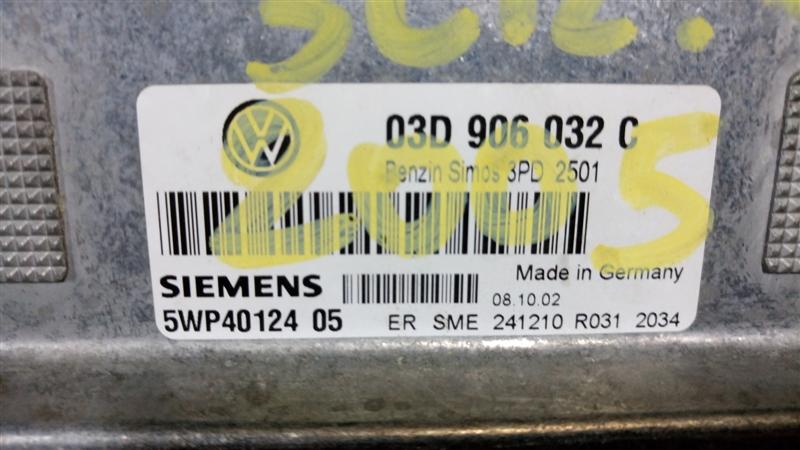 2005
03D 906 032 C
Benzin Simos 3PD 2501
SIEMENS
Made in Germany
08.10.02
5WP40124 05 ER SME 241210 R031 2034